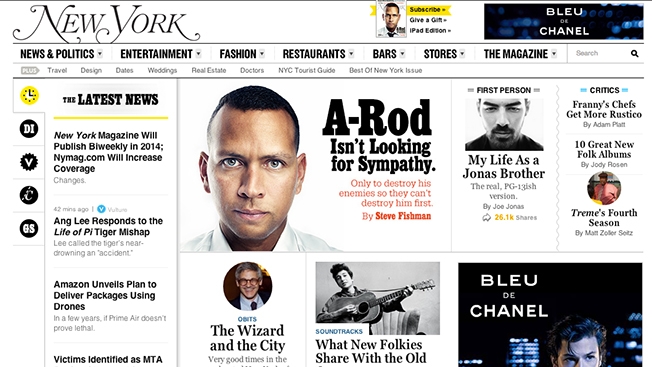 NEW YORK
Subscribe »
Give a Gift »
iPad Edition »
BLEU
DE
CHANEL
NEWS & POLITICS
ENTERTAINMENT
FASHION
RESTAURANTS
BARS
STORES
THE MAGAZINE
Search
PLUS
Travel
Design
Dates
Weddings
Real Estate
Doctors
NYC Tourist Guide
Best Of New York Issue
DI
V
GS
THE LATEST NEWS
New York Magazine Will
Publish Biweekly in 2014;
Nymag.com Will Increase
Coverage
Changes.
42 mins ago
Vulture
Ang Lee Responds to the
Life of Pi Tiger Mishap
Lee called the tiger's near-
drowning an "accident."
Amazon Unveils Plan to
Deliver Packages Using
Drones
In a few years, if Prime Air doesn't
prove lethal.
Victims Identified as MTA
A-Rod
Isn't Looking
for Sympathy.
Only to destroy his
enemies so they can't
destroy him first.
By Steve Fishman
FIRST PERSON
My Life As a
Jonas Brother
The real, PG-13ish
version.
By Joe Jonas
26.1k Shares
CRITICS
Franny's Chefs
Get More Rustico
By Adam Platt
10 Great New
Folk Albums
By Jody Rosen
Treme's Fourth
Season
By Matt Zoller Seitz
OBITS
The Wizard
and the City
Very good times in the
SOUNDTRACKS
What New Folkies
Share With the Old
BLEU
DE
CHANEL